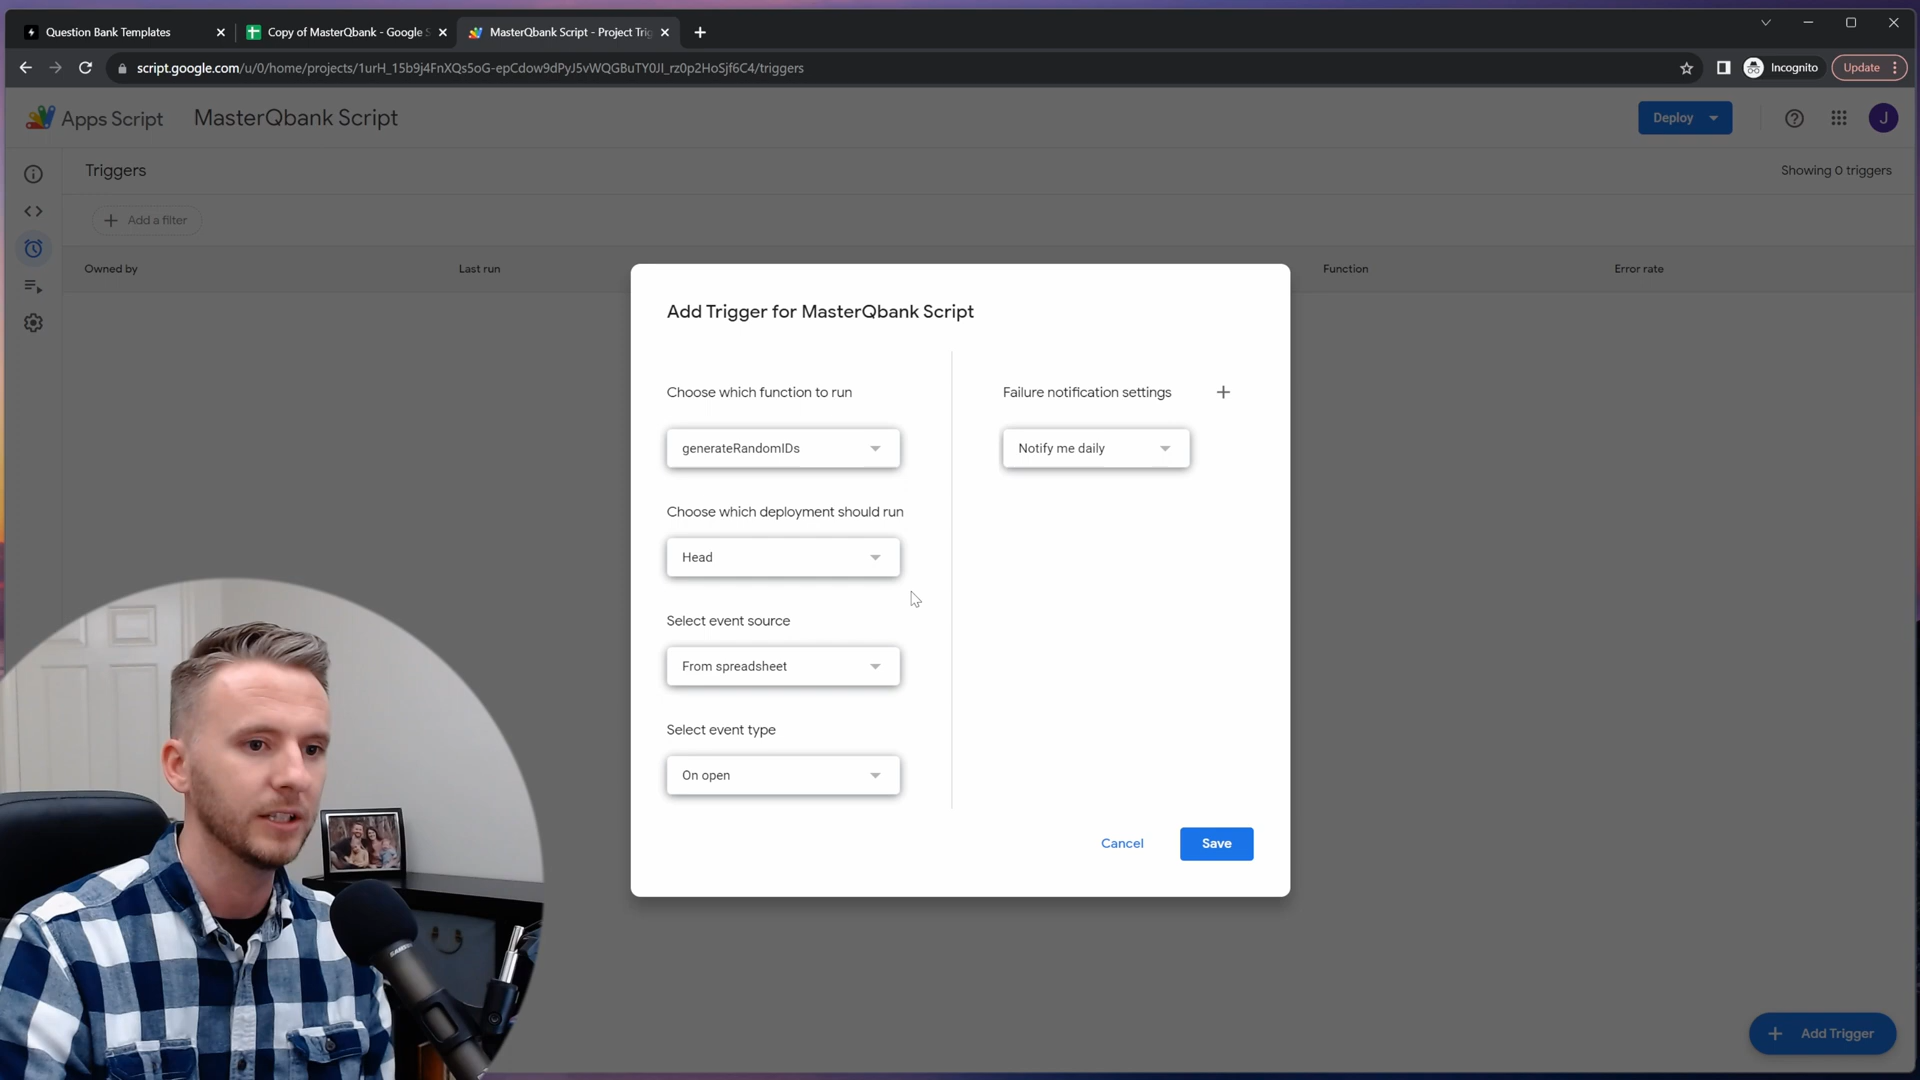 Question Bank Templates
Copy of MasterQbank - Google S
MasterQbank Script - Project Trig
script.google.com/u/0/home/projects/1urH_15b9j4FnXQs5oG-epCdow9dPyJ5vWQGBuTY0JI_rz0p2HoSjf6C4/triggers
Incognito
Update
Apps Script
MasterQbank Script
Deploy
J
Triggers
Showing 0 triggers
Add a filter
Owned by
Last run
Function
Error rate
Add Trigger for MasterQbank Script
Choose which function to run
Failure notification settings
generateRandomIDs
Notify me daily
Choose which deployment should run
Head
Select event source
From spreadsheet
Select event type
On open
Cancel
Save
SAMSON
Add Trigger